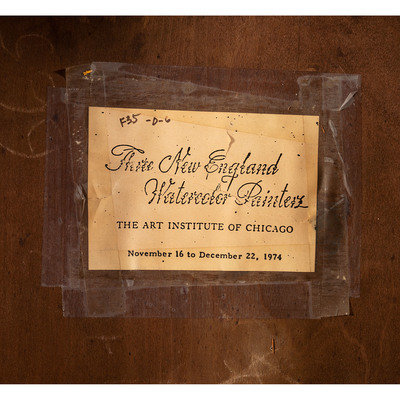 F35 -D-6
Three New England
Watercolor Painters
THE ART INSTITUTE OF CHICAGO
November 16 to December 22, 1974